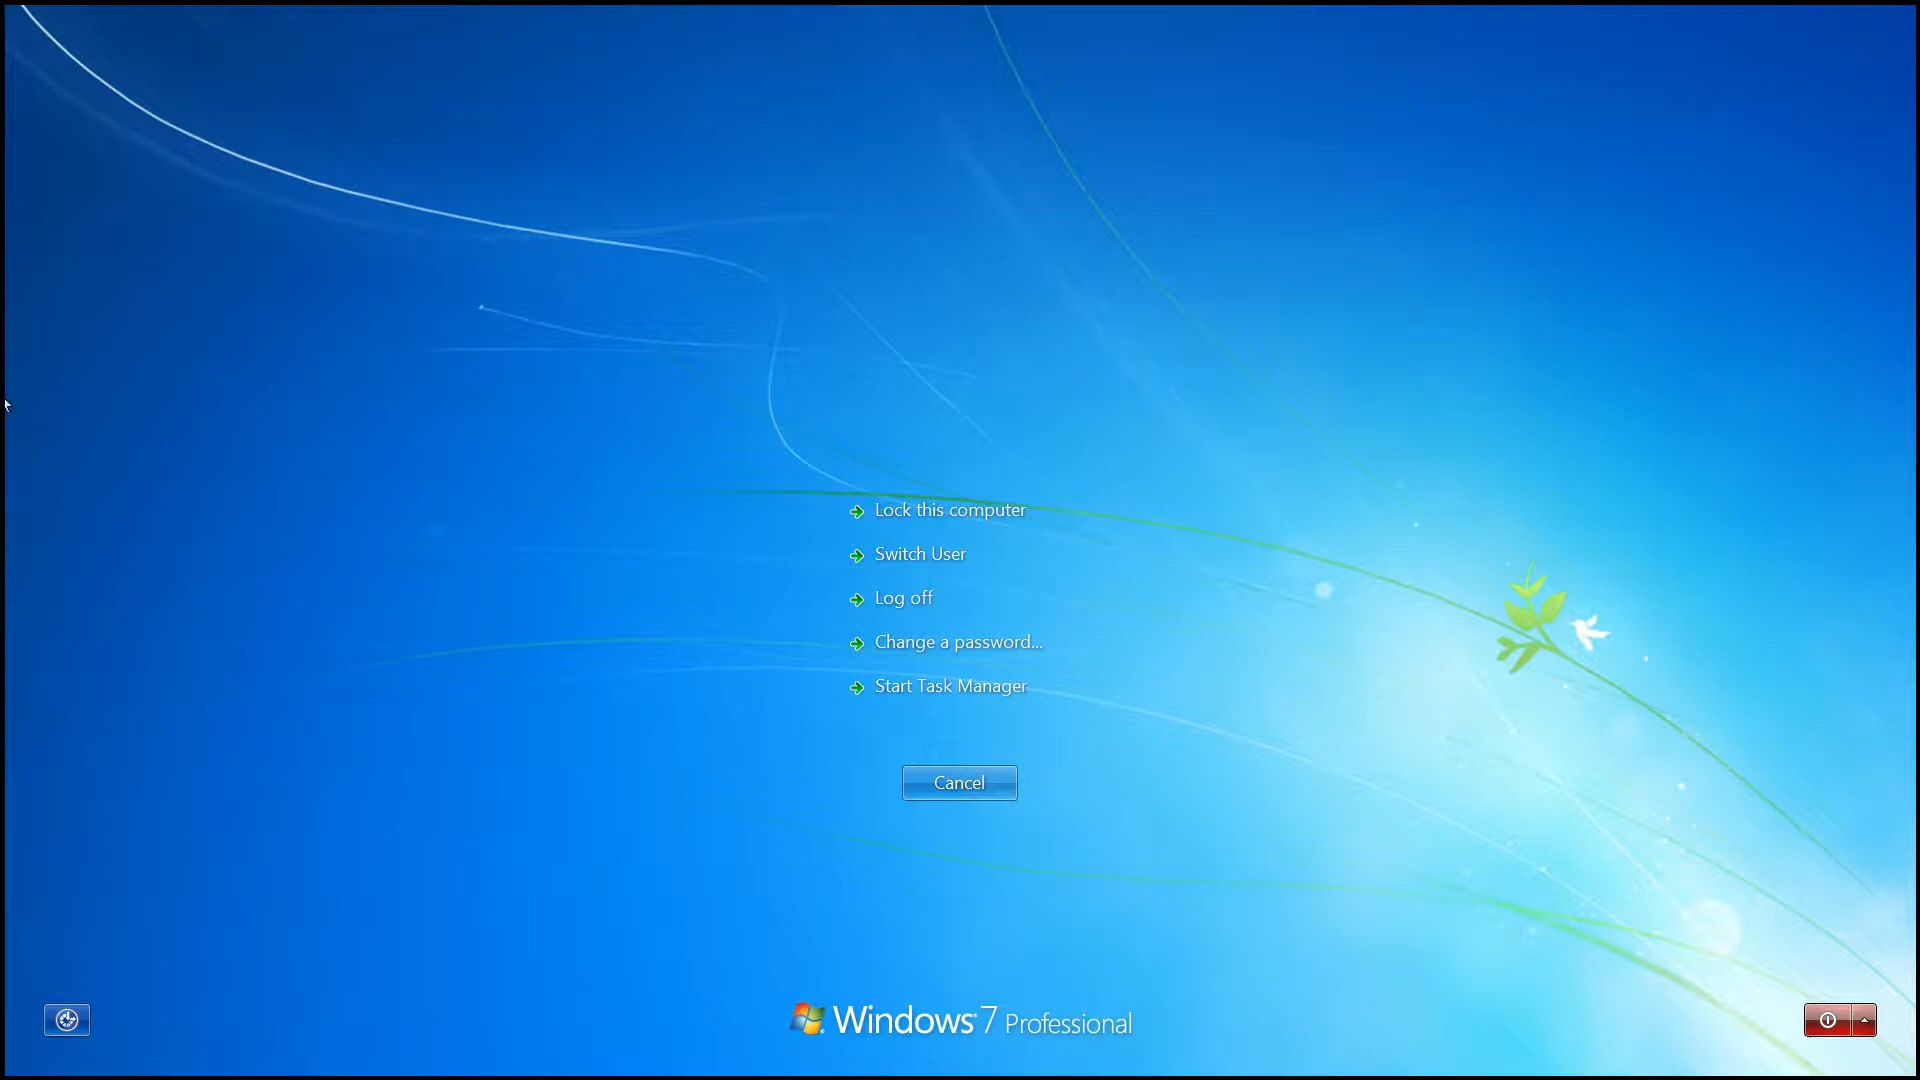 Lock this computer
Switch User
Log off
Change a password...
Start Task Manager
Cancel
Windows 7 Professional